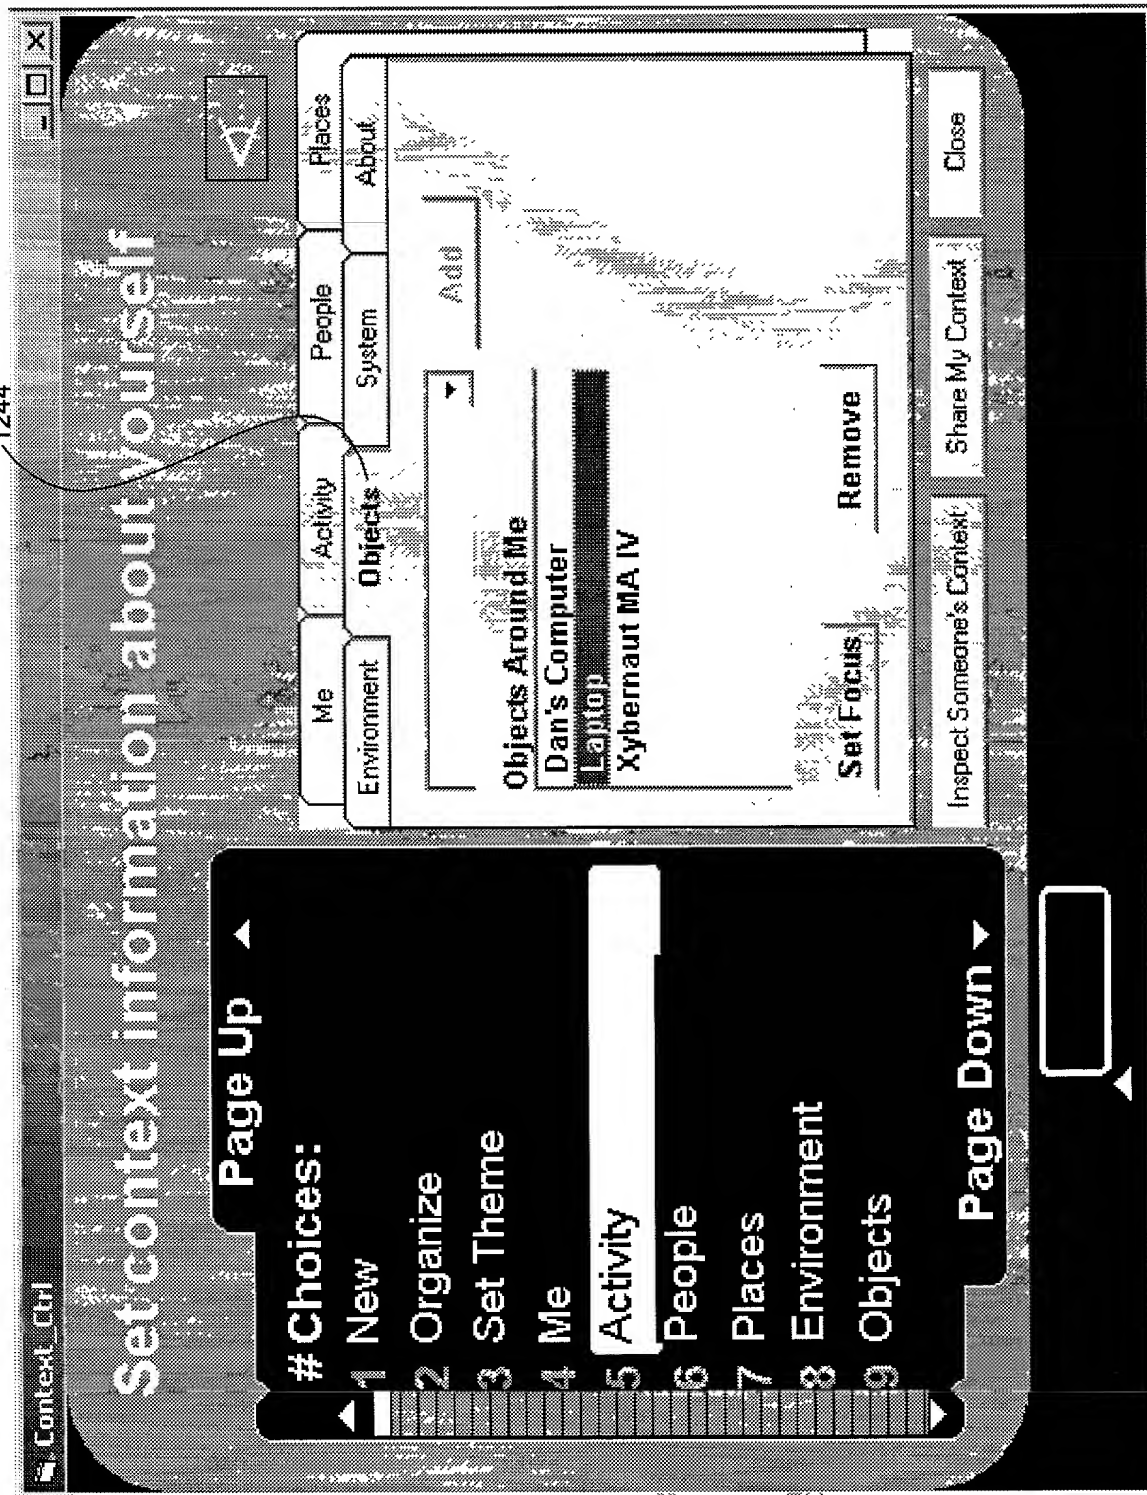 1244
Context_Ctrl
Set context information about yourself
Page Up
# Choices:
1 New
2 Organize
3 Set Theme
4 Me
5 Activity
6 People
7 Places
8 Environment
9 Objects
Page Down
Me Activity People Places
Environment Objects System About
Add
Objects Around Me
Dan's Computer
Laptop
Xybernaut MA IV
Set Focus Remove
Inspect Someone's Context Share My Context Close